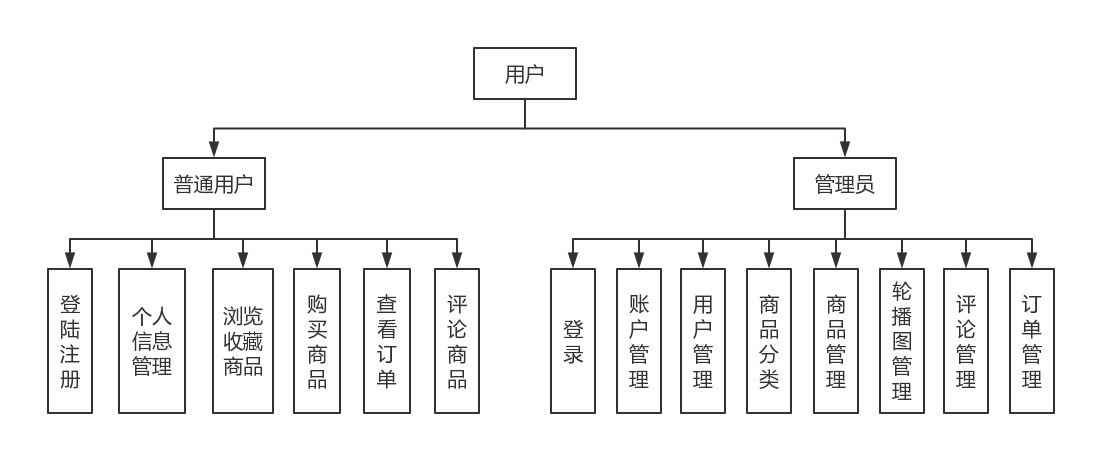 用户
普通用户
管理员
登陆注册
个人
信息
管理
浏览
收藏
商品
购买商品
查看订单
评论商品
登录
账户管理
用户管理
商品分类
商品管理
轮播图管理
评论管理
订单管理